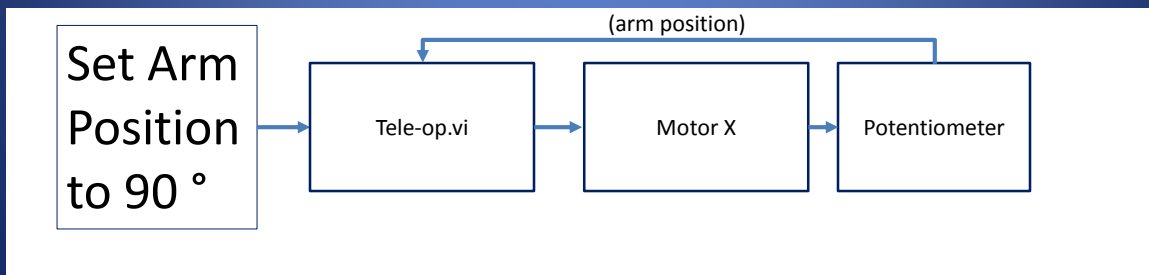 (arm position)
Set Arm
Position
to 90 °
Tele-op.vi
Motor X
Potentiometer